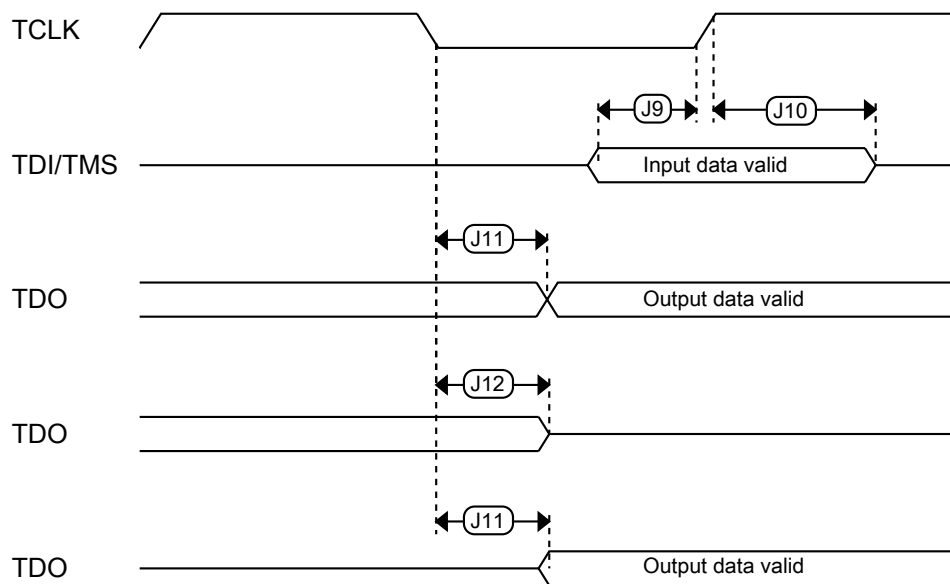 TCLK
J9
J10
TDI/TMS
Input data valid
J11
TDO
Output data valid
J12
TDO
J11
TDO
Output data valid